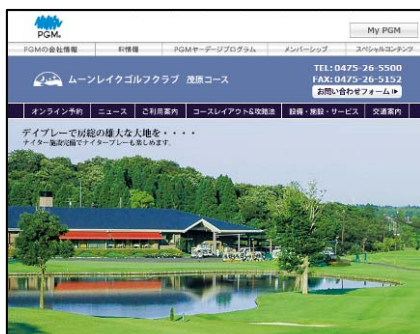 PGM
My PGM
PGMの会社情報 IR情報 PGMヤーデージプログラム メンバーシップ スペシャルコンテンツ
ムーンレイクゴルフクラブ 茂原コース
TEL:0475-26-5500
FAX:0475-26-5152
お問い合わせフォーム
オンライン予約 ニュース ご利用案内 コースレイアウト&攻略法 設備・施設・サービス 交通案内
デイプレーで房総の雄大な大地を・・・・
ナイター施設完備でナイタープレーも楽しめます。